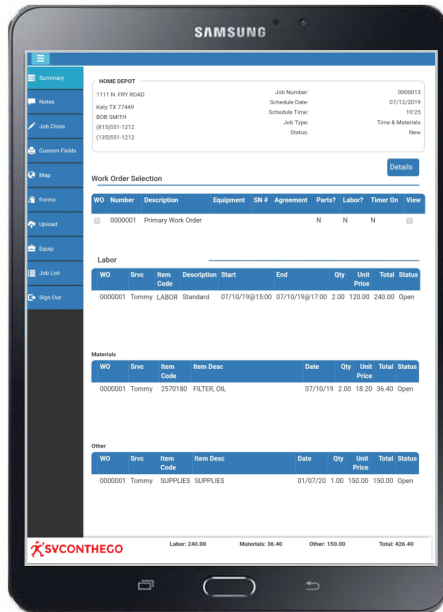 SAMSUNG
Summary
Notes
Job Close
Custom Fields
Map
Forms
Upload
Equip
Job List
Sign Out
HOME DEPOT
1111 N. FRY ROAD
Katy TX 77449
BOB SMITH
(815)551-1212
(135)551-1212
Job Number: 0000013
Schedule Date: 07/12/2019
Schedule Time: 10:25
Job Type: Time & Materials
Status: New
Details
Work Order Selection
WO Number Description Equipment SN # Agreement Parts? Labor? Timer On View
0000001 Primary Work Order N N N
Labor
WO Srvc Item Code Description Start End Qty Unit Price Total Status
0000001 Tommy LABOR Standard 07/10/19@15:00 07/10/19@17:00 2.00 120.00 240.00 Open
Materials
WO Srvc Item Code Item Desc Date Qty Unit Price Total Status
0000001 Tommy 2570180 FILTER, OIL 07/10/19 2.00 18.20 36.40 Open
Other
WO Srvc Item Code Item Desc Date Qty Unit Price Total Status
0000001 Tommy SUPPLIES SUPPLIES 01/07/20 1.00 150.00 150.00 Open
SVCONTHEGO
Labor: 240.00 Materials: 36.40 Other: 150.00 Total: 426.40